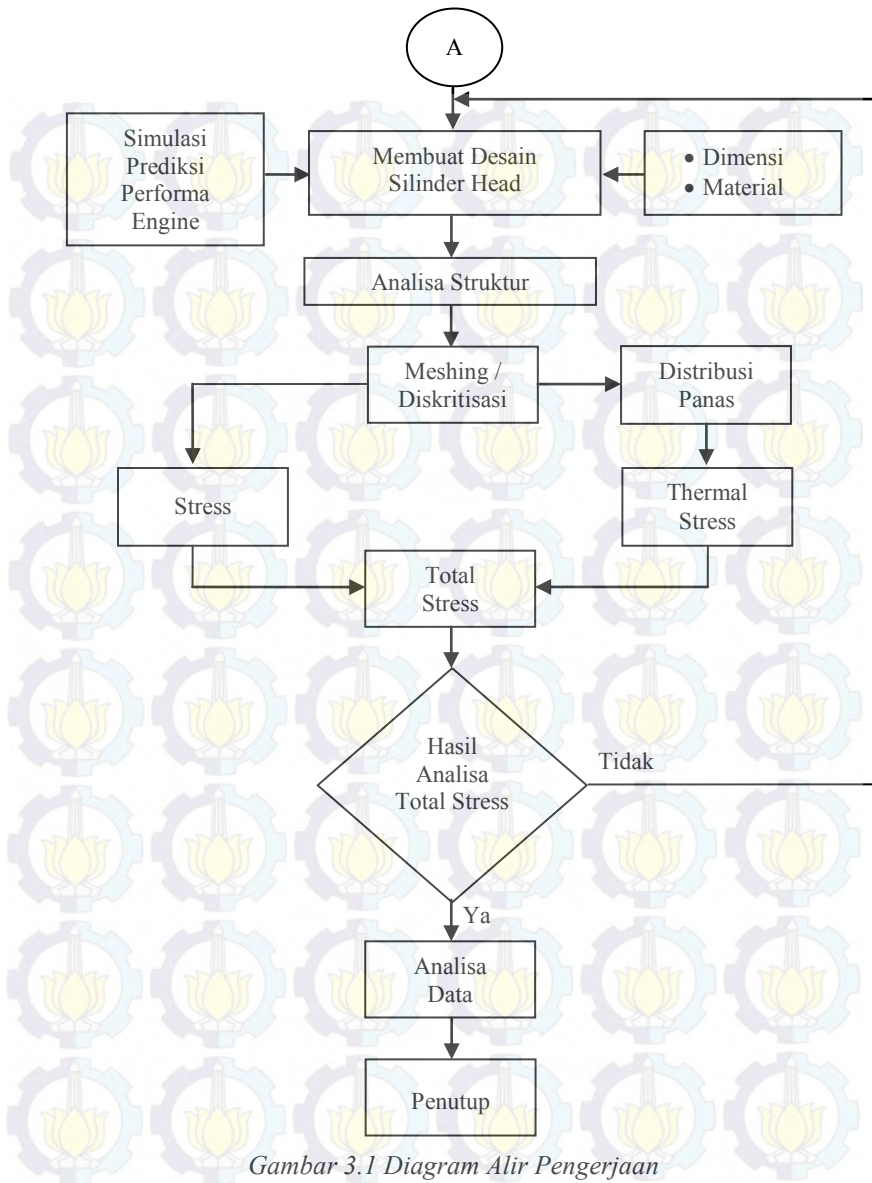 A
Simulasi
Prediksi
Performa
Engine
Membuat Desain
Silinder Head
• Dimensi
• Material
Analisa Struktur
Meshing /
Diskritisasi
Distribusi
Panas
Stress
Thermal
Stress
Total
Stress
Hasil
Analisa
Total Stress
Tidak
Ya
Analisa
Data
Penutup
Gambar 3.1 Diagram Alir Pengerjaan